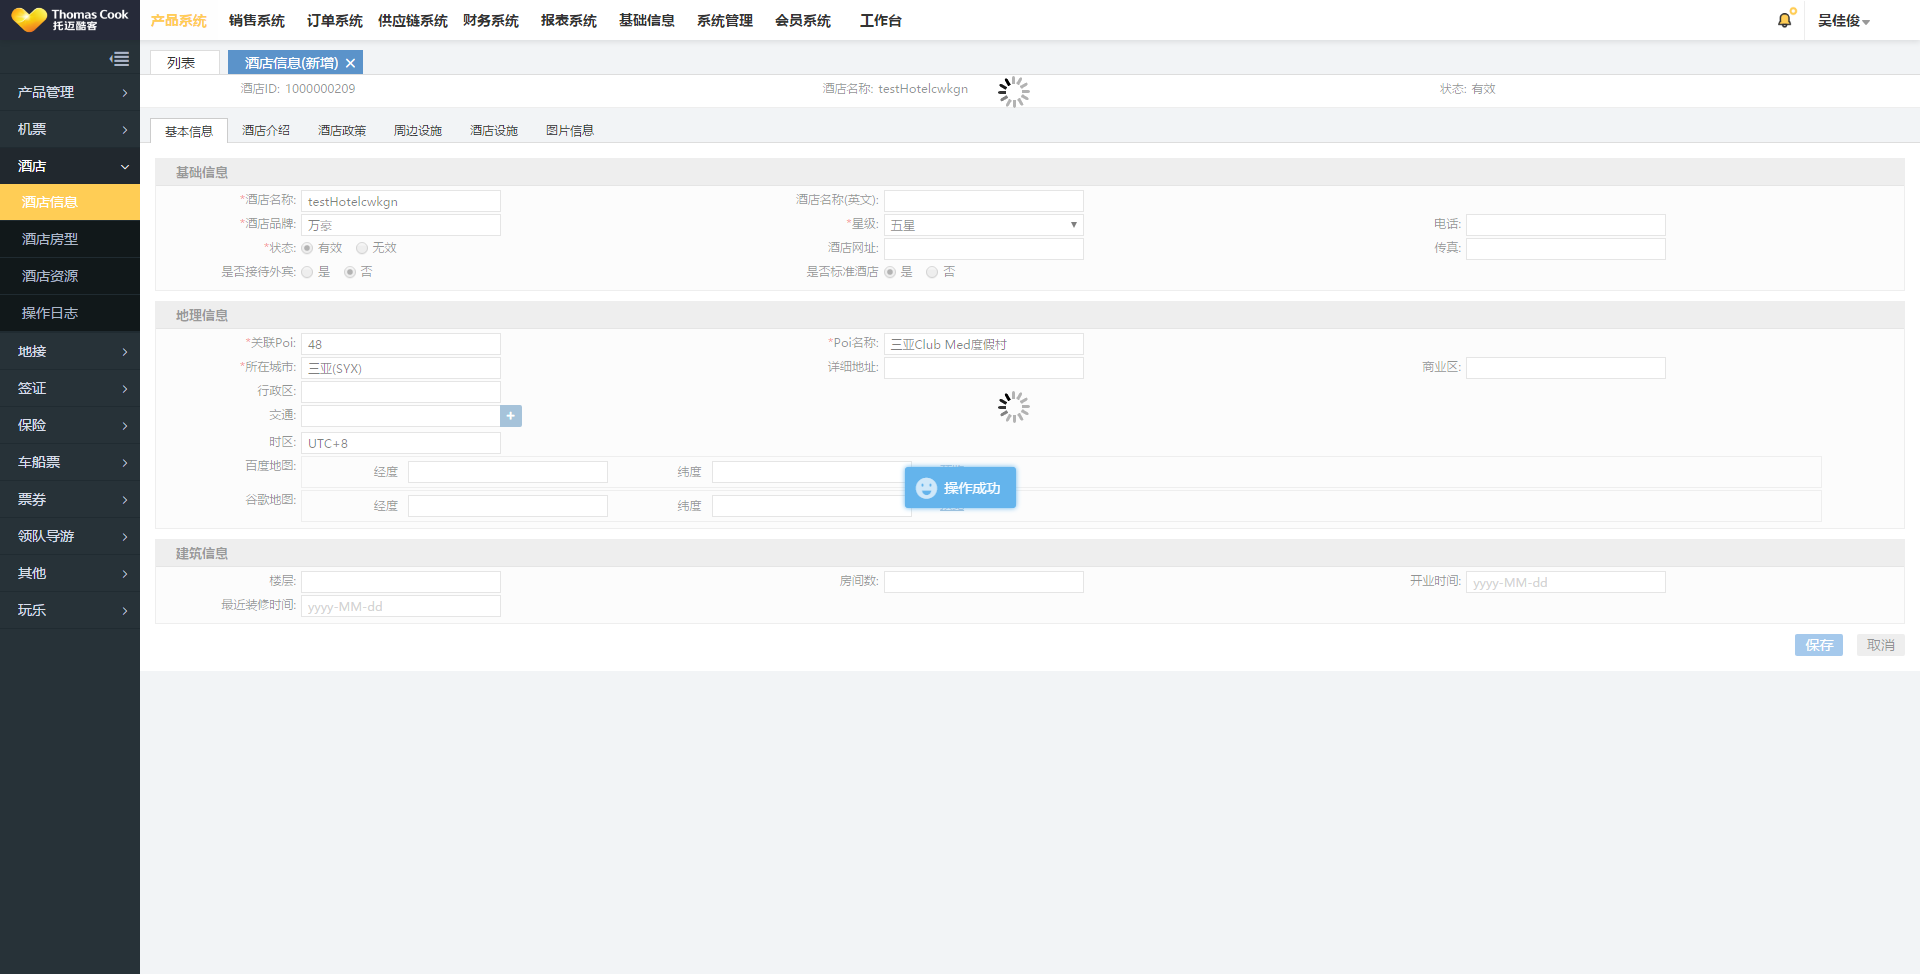 Thomas Cook
托迈酷客
产品系统 销售系统 订单系统 供应链系统 财务系统 报表系统 基础信息 系统管理 会员系统 工作台 吴佳俊
产品管理
机票
酒店
酒店信息
酒店房型
酒店资源
操作日志
地接
签证
保险
车船票
票券
领队导游
其他
玩乐
列表 酒店信息(新增)
酒店ID: 1000000209 酒店名称: testHotelcwkgn 状态: 有效
基本信息 酒店介绍 酒店政策 周边设施 酒店设施 图片信息
基础信息
*酒店名称: testHotelcwkgn 酒店名称(英文):
*酒店品牌: 万豪 *星级: 五星 电话:
*状态: 有效 无效 酒店网址: 传真:
是否接待外宾: 是 否 是否标准酒店 是 否
地理信息
*关联Poi: 48 *Poi名称: 三亚Club Med度假村
*所在城市: 三亚(SYX) 详细地址: 商业区:
行政区:
交通: +
时区: UTC+8
百度地图: 经度 纬度
操作成功
谷歌地图: 经度 纬度
建筑信息
楼层: 房间数: 开业时间: yyyy-MM-dd
最近装修时间: yyyy-MM-dd
保存 取消